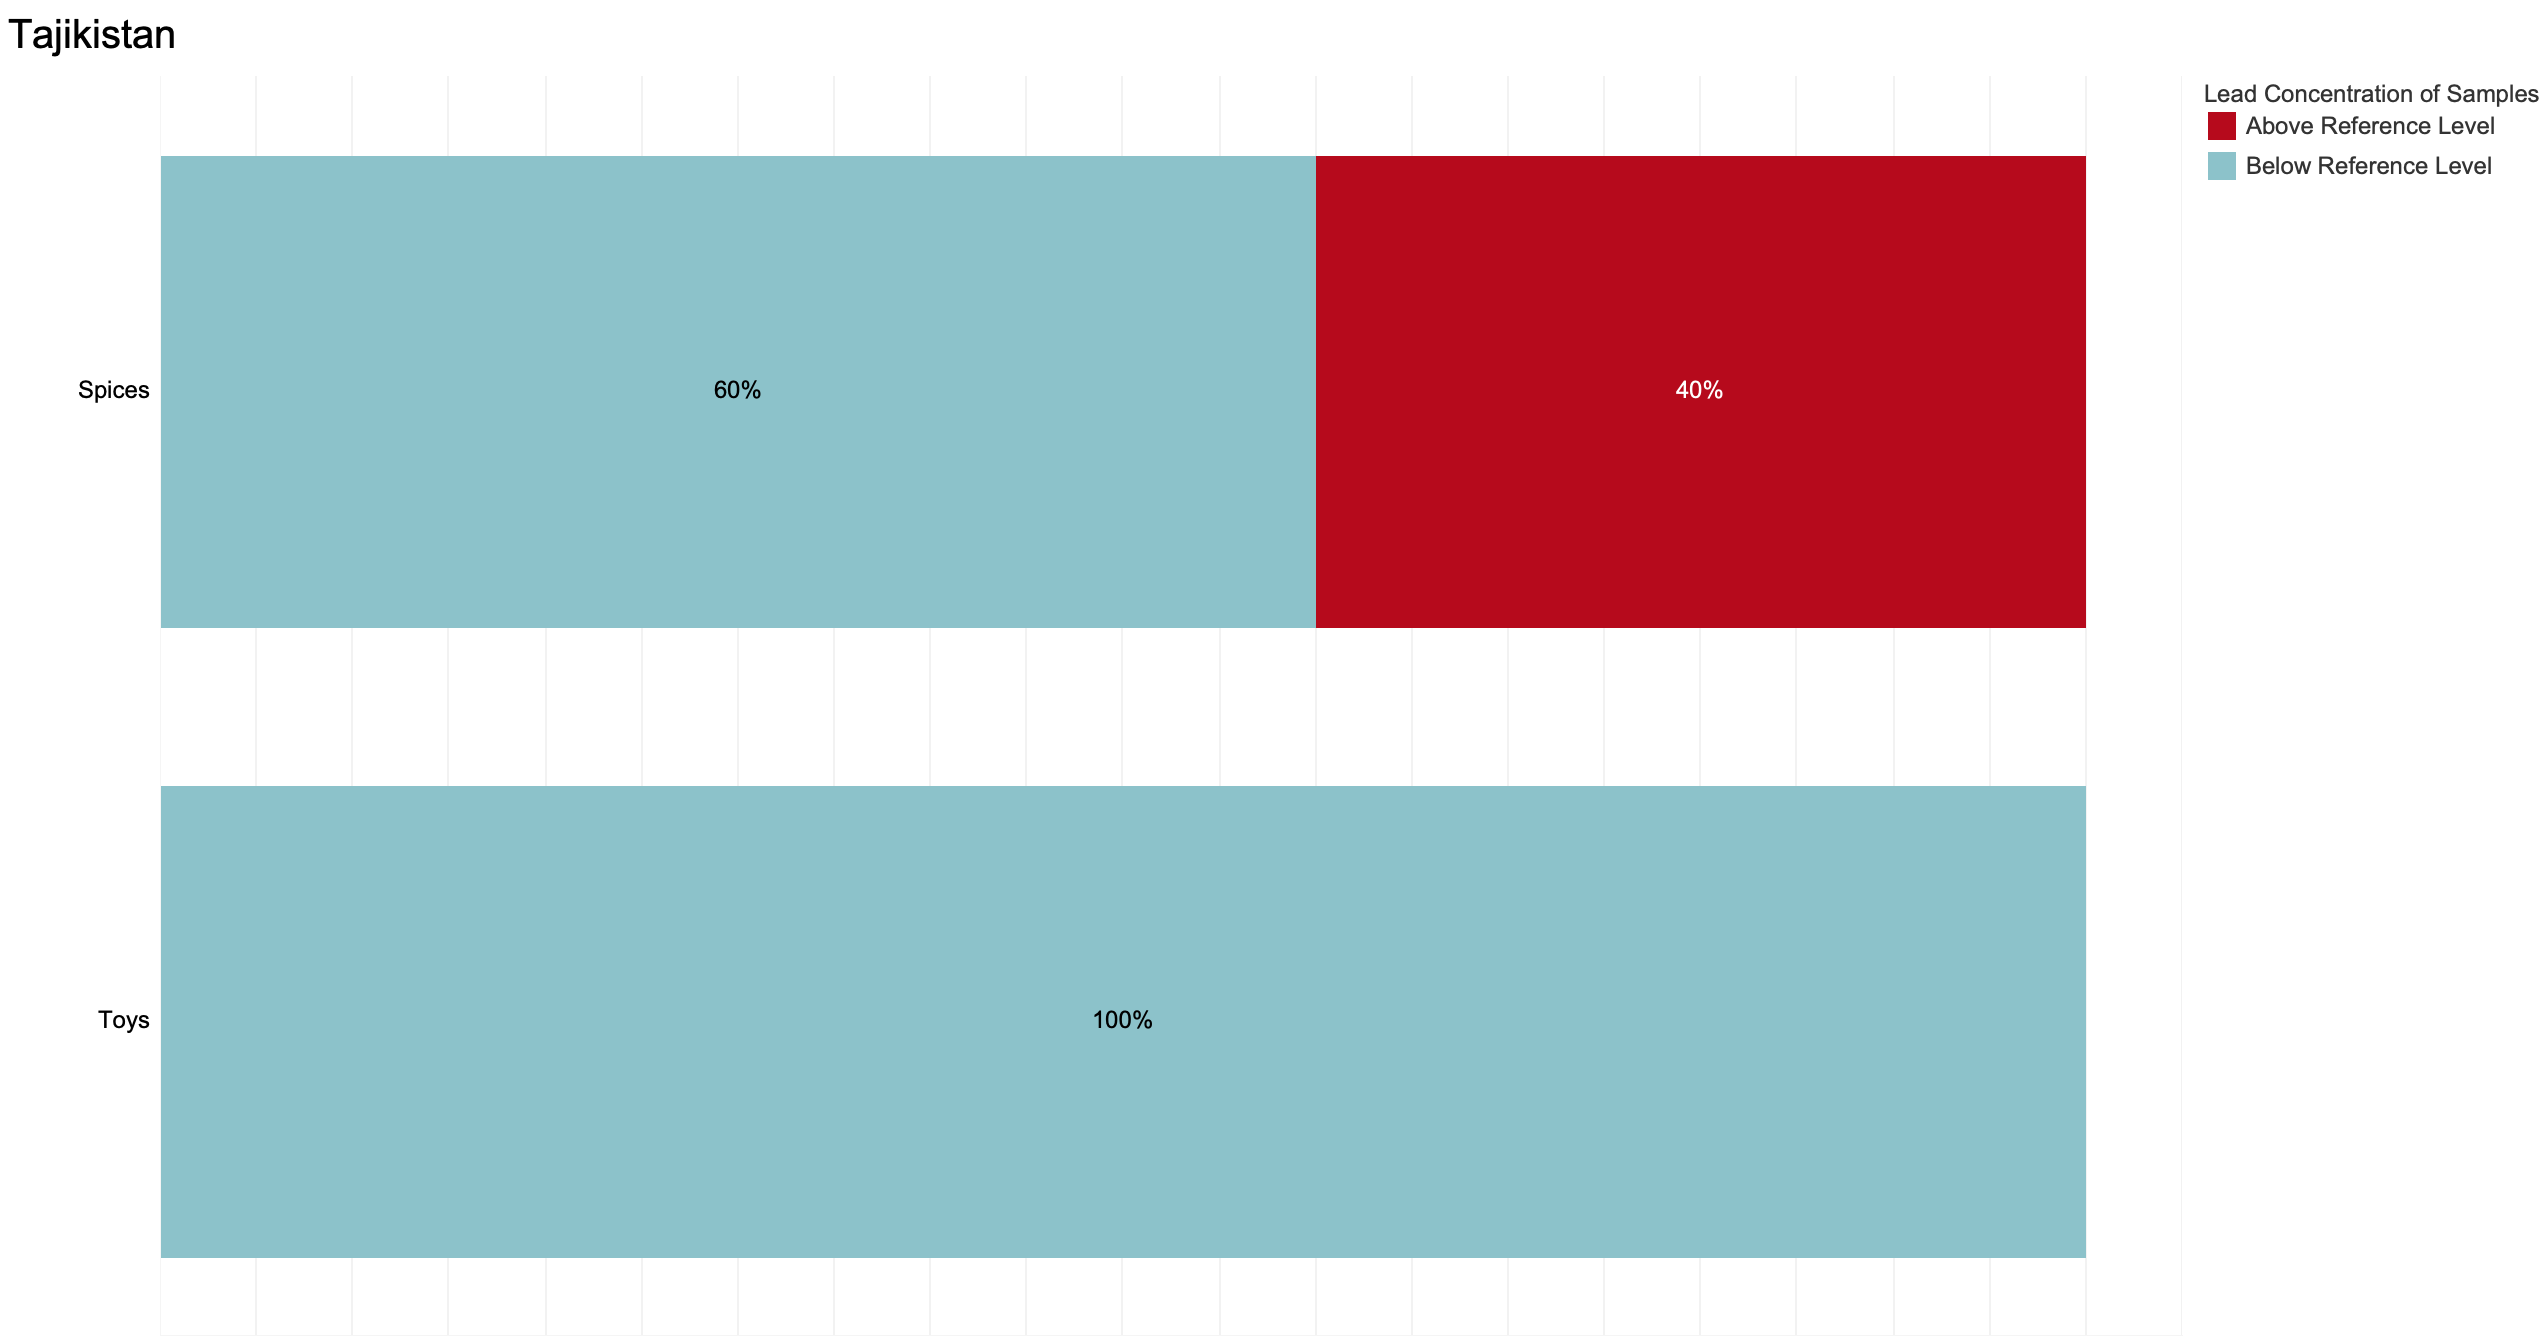 Tajikistan
Lead Concentration of Samples
Above Reference Level
Below Reference Level
Spices
60%
40%
Toys
100%